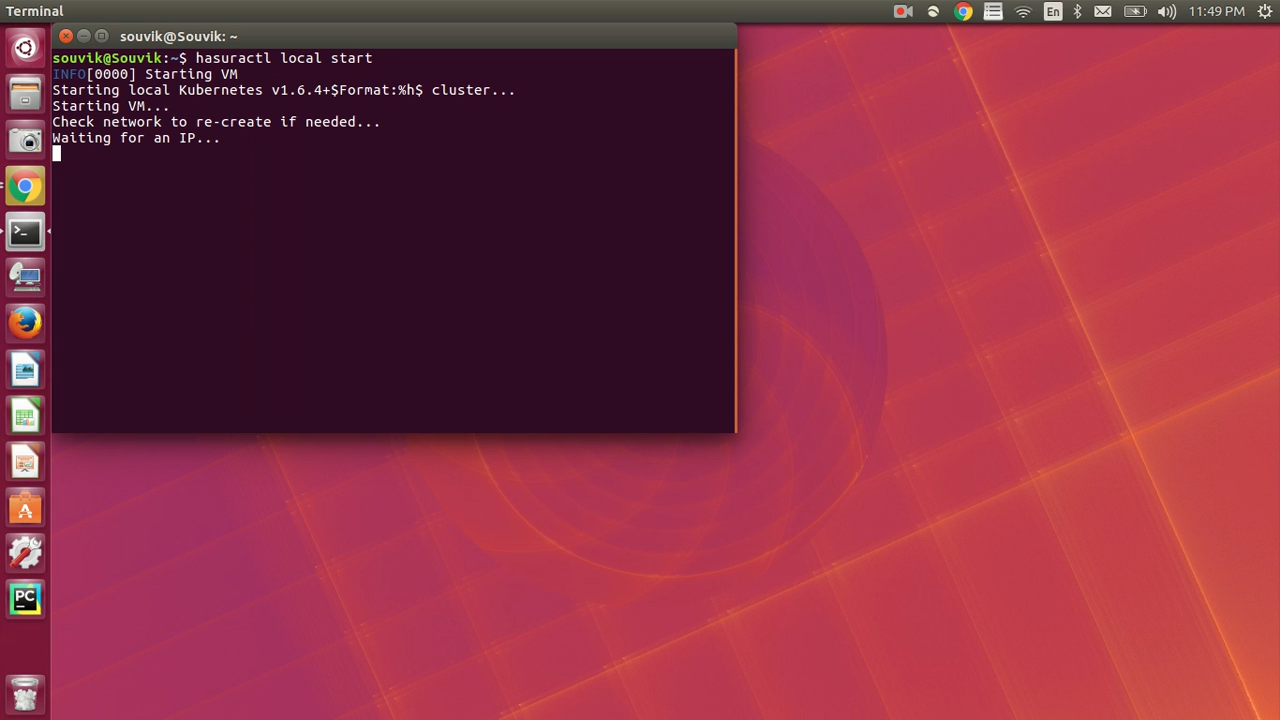 Terminal
En
11:49 PM
souvik@Souvik: ~
souvik@Souvik:~$ hasuractl local start
INFO[0000] Starting VM
Starting local Kubernetes v1.6.4+$Format:%h$ cluster...
Starting VM...
Check network to re-create if needed...
Waiting for an IP...
>_
A
PC